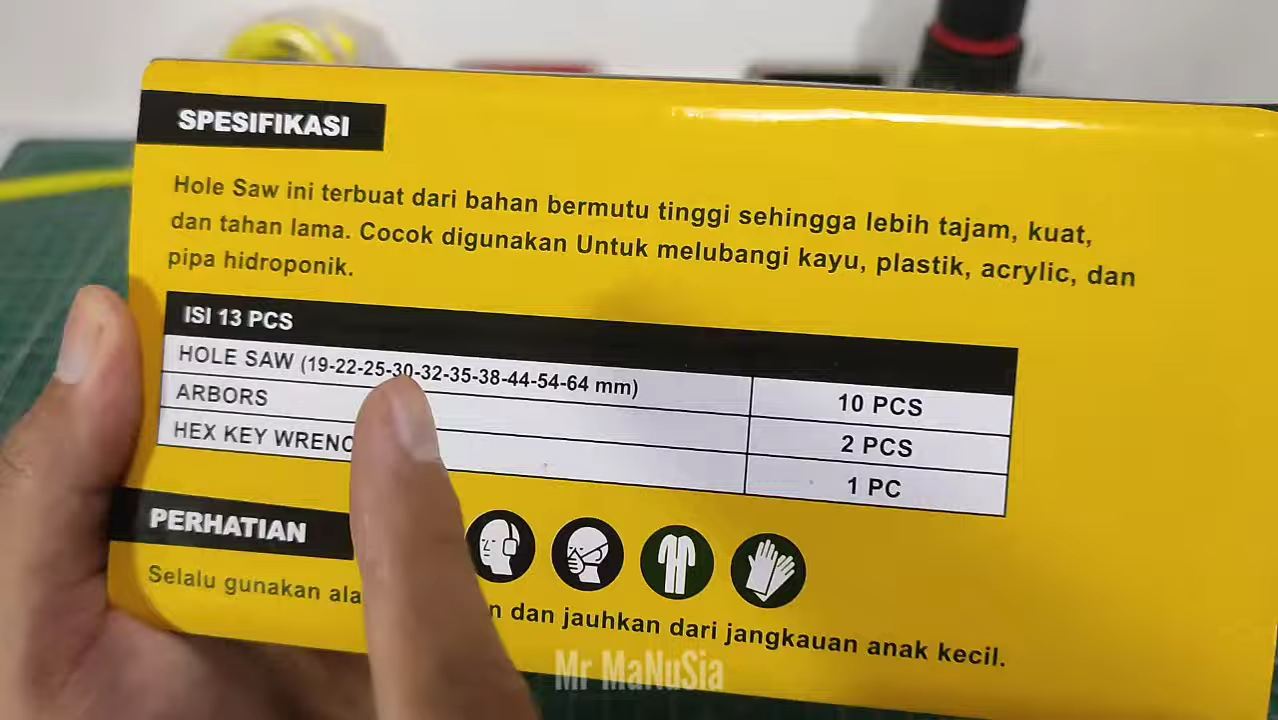 SPESIFIKASI
Hole Saw ini terbuat dari bahan bermutu tinggi sehingga lebih tajam, kuat,
dan tahan lama. Cocok digunakan Untuk melubangi kayu, plastik, acrylic, dan
pipa hidroponik.
ISI 13 PCS
HOLE SAW (19-22-25-30-32-35-38-44-54-64 mm) 10 PCS
ARBORS 2 PCS
HEX KEY 1 PC
PERHATIAN
Selalu gunakan dan jauhkan dari jangkauan anak kecil.
Mr MaNuSia